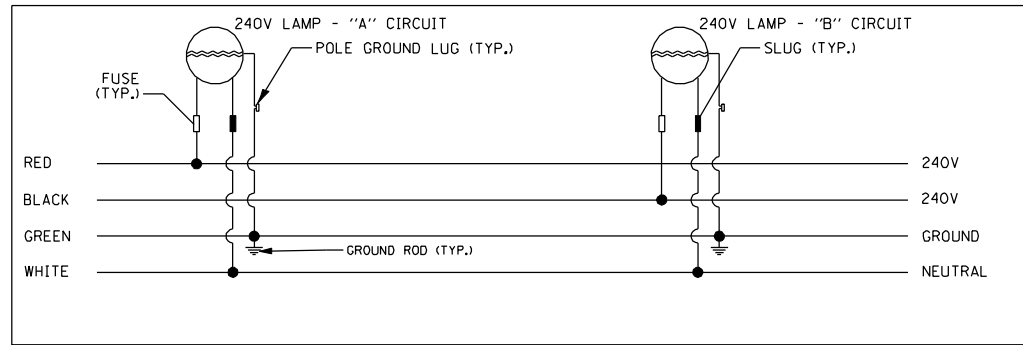 240V LAMP - "A" CIRCUIT
240V LAMP - "B" CIRCUIT
POLE GROUND LUG (TYP.)
SLUG (TYP.)
FUSE
(TYP.)
RED
240V
BLACK
240V
GREEN
GROUND
GROUND ROD (TYP.)
WHITE
NEUTRAL